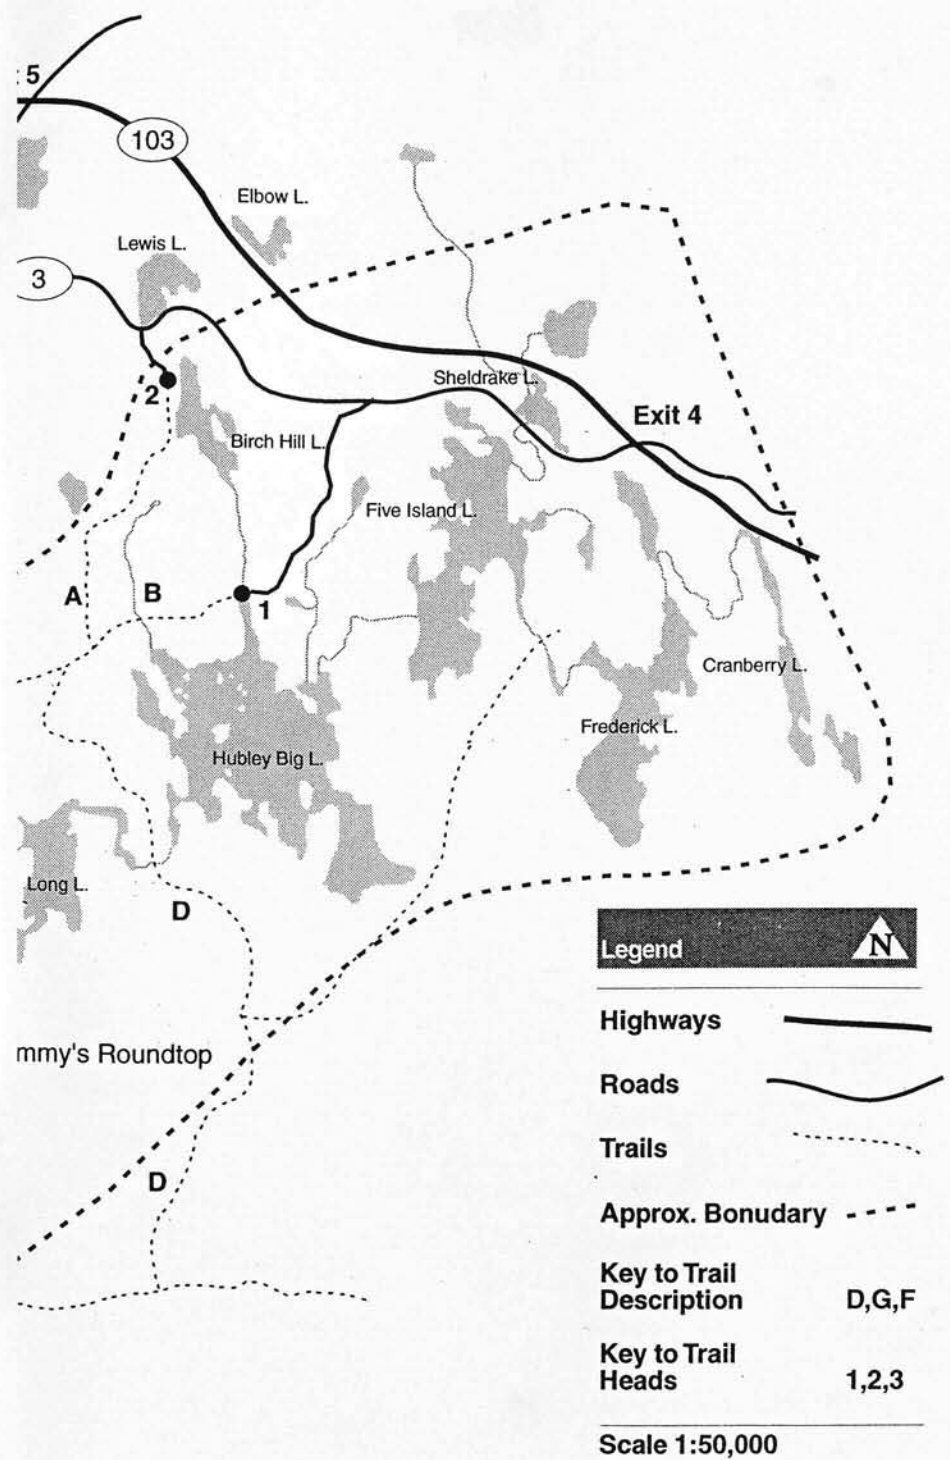 : 5
103
Elbow L.
Lewis L.
3
Sheldrake L.
2
Exit 4
Birch Hill L.
Five Island L.
A
B
1
Cranberry L.
Frederick L.
Hubley Big L.
Long L.
D
Legend
N
Highways
mmy's Roundtop
Roads
Trails
D
Approx. Bonudary
Key to Trail
Description D,G,F
Key to Trail
Heads 1,2,3
Scale 1:50,000